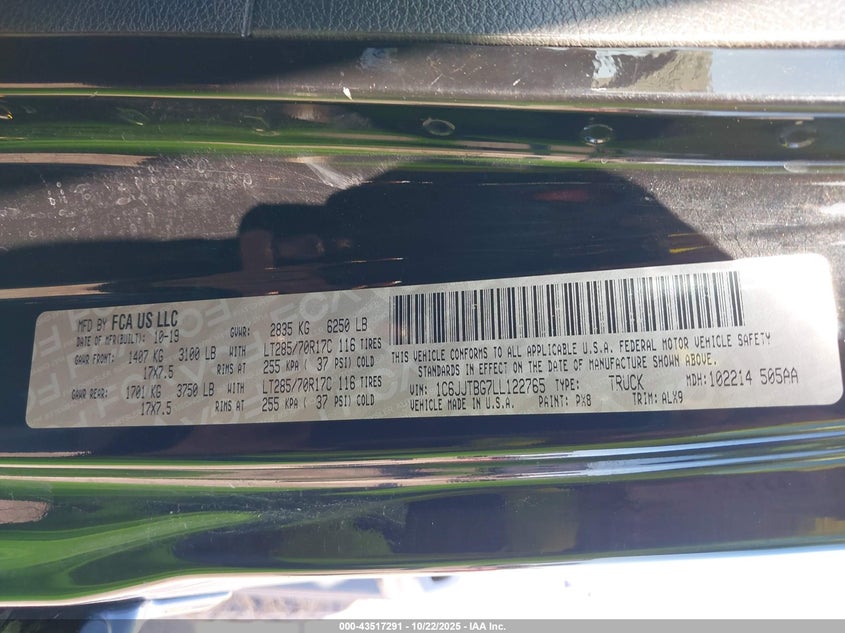 MFD BY FCA US LLC
DATE OF MFR(BUILT): 10-19
GVWR: 2835 KG 6250 LB
GAWR FRONT: 1407 KG 3100 LB WITH LT285/70R17C 116 TIRES
17X7.5 RIMS AT 255 KPA ( 37 PSI) COLD
GAWR REAR: 1701 KG 3750 LB WITH LT285/70R17C 116 TIRES
17X7.5 RIMS AT 255 KPA ( 37 PSI) COLD
THIS VEHICLE CONFORMS TO ALL APPLICABLE U.S.A. FEDERAL MOTOR VEHICLE SAFETY
STANDARDS IN EFFECT ON THE DATE OF MANUFACTURE SHOWN ABOVE.
VIN: 1C6JJTBG7LL122765 TYPE: TRUCK MDH:102214 505AA
VEHICLE MADE IN U.S.A. PAINT: PX8 TRIM: ALX9
000-43517291 - 10/22/2025 - IAA Inc.